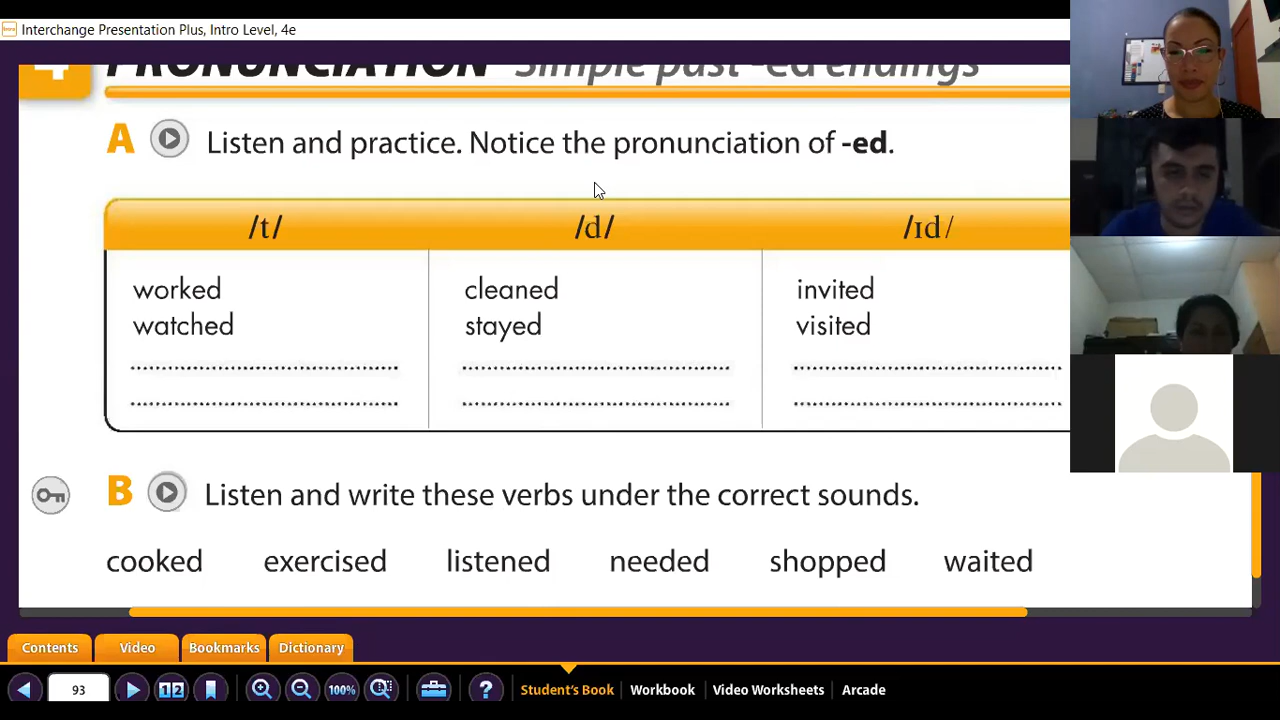 Interchange Presentation Plus, Intro Level, 4e
4 PRONUNCIATION Simple past -ed endings
A Listen and practice. Notice the pronunciation of -ed.
/t/ /d/ /ɪd/
worked cleaned invited
watched stayed visited
B Listen and write these verbs under the correct sounds.
cooked exercised listened needed shopped waited
Contents Video Bookmarks Dictionary
93 12 100% ? Student's Book Workbook Video Worksheets Arcade